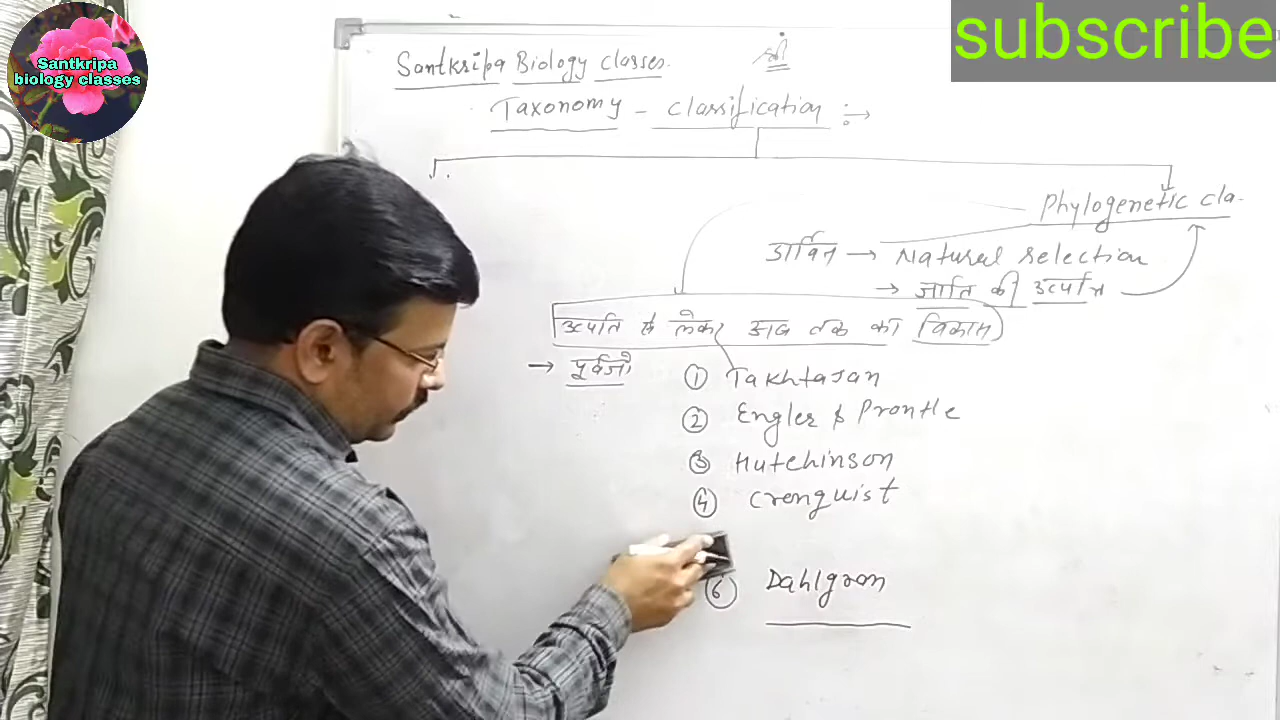 subscribe
Santkripa
biology classes
Santkripa Biology classes.
श्री
Taxonomy - classification :→
Phylogenetic cla.
डार्विन → Natural selection
→ जाति की उत्पत्ति
उत्पति से लेकर आज तक का विकास
→ पूर्वजो
① Takhtajan
② Engler & Prantle
③ Hutchinson
④ Cronquist
⑥ Dahlgran